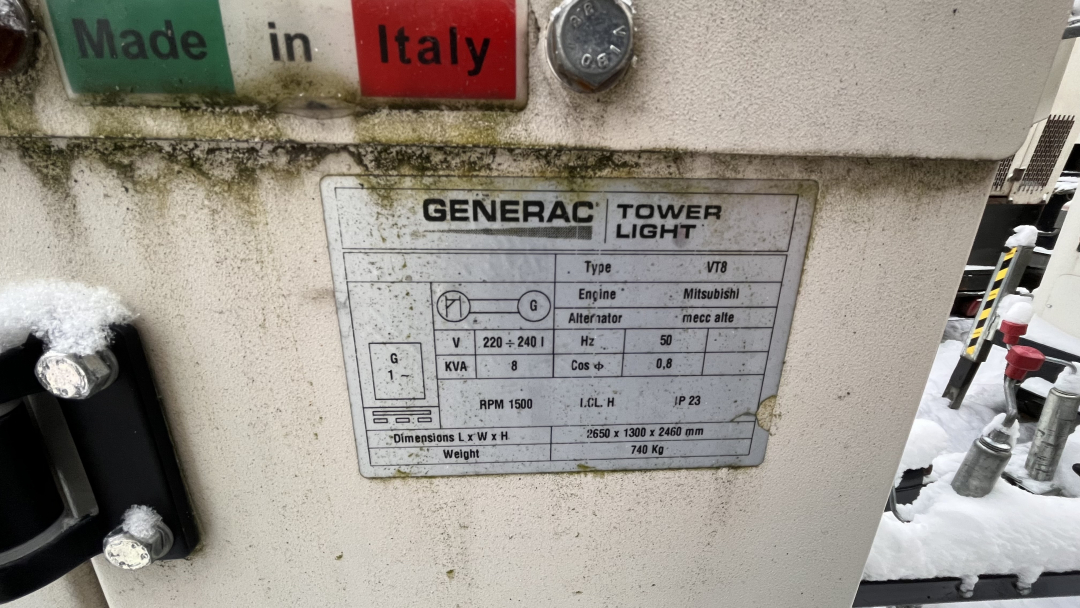 Made in Italy
GENERAC TOWER LIGHT
Type VT8
Engine Mitsubishi
Alternator mecc alte
G
V 220 ÷ 240 Hz 50
KVA 8 Cos ϕ 0,8
G
1 ~
RPM 1500 I.CL. H IP 23
Dimensions L x W x H 2650 x 1300 x 2460 mm
Weight 740 Kg